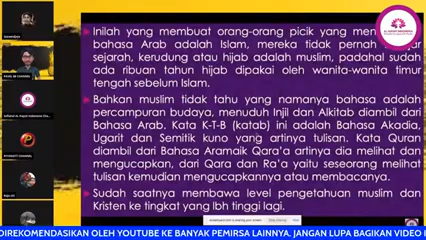 Inilah yang membuat orang-orang picik yang men
bahasa Arab adalah Islam, mereka tidak pernah
sejarah, kerudung atau hijab adalah muslim, padahal sudah
ada ribuan tahun hijab dipakai oleh wanita-wanita timur
tengah sebelum Islam.
Bahkan muslim tidak tahu yang namanya bahasa adalah
percampuran budaya, menuduh Injil dan Alkitab diambil dari
Bahasa Arab. Kata K-T-B (katab) ini adalah Bahasa Akadia,
Ugarit dan Semitik kuno yang artinya tulisan. Kata Quran
diambil dari Bahasa Aramaik Qara'a artinya dia melihat dan
mengucapkan, dari Qara dan Ra'a yaitu seseorang melihat
tulisan kemudian mengucapkannya atau membacanya.
Sudah saatnya membawa level pengetahuan muslim dan
Kristen ke tingkat yang lbh tinggi lagi.
DIREKOMENDASIKAN OLEH YOUTUBE KE BANYAK PEMIRSA LAINNYA. JANGAN LUPA BAGIKAN VIDEO I